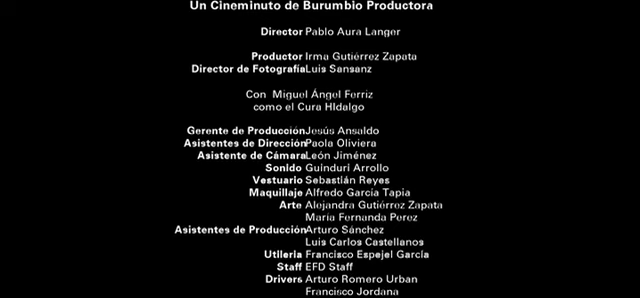 Un Cineminuto de Burumbio Productora
Director Pablo Aura Langer
Productor Irma Gutiérrez Zapata
Director de Fotografía Luis Sansanz
Con Miguel Ángel Ferriz
como el Cura HIdalgo
Gerente de Producción Jesús Ansaldo
Asistentes de Dirección Paola Oliviera
Asistente de Cámara León Jiménez
Sonido Guinduri Arrollo
Vestuario Sebastián Reyes
Maquillaje Alfredo García Tapia
Arte Alejandra Gutiérrez Zapata
María Fernanda Perez
Asistentes de Producción Arturo Sánchez
Luis Carlos Castellanos
Utileria Francisco Espejel García
Staff EFD Staff
Drivers Arturo Romero Urban
Francisco Jordana